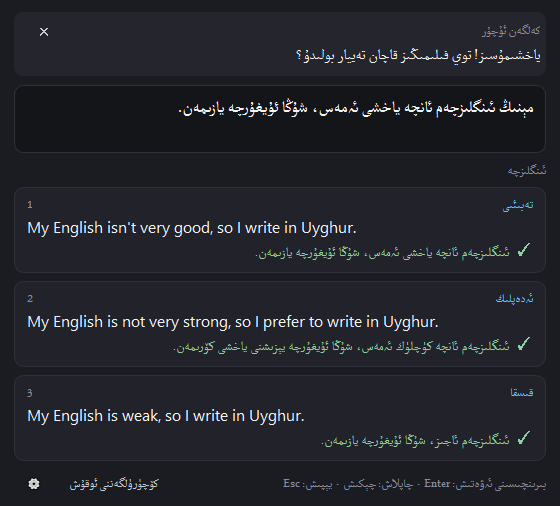 كەلگەن ئۇچۇر
ياخشىمۇسىز! توي فىلىمىڭىز قاچان تەييار بولىدۇ؟
مېنىڭ ئىنگلىزچەم ئانچە ياخشى ئەمەس، شۇڭا ئۇيغۇرچە يازىمەن.
ئىنگلىزچە
1 تەبىئىي
My English isn't very good, so I write in Uyghur.
ئىنگلىزچەم ئانچە ياخشى ئەمەس، شۇڭا ئۇيغۇرچە يازىمەن.
2 ئەدەپلىك
My English is not very strong, so I prefer to write in Uyghur.
ئىنگلىزچەم ئانچە كۈچلۈك ئەمەس، شۇڭا ئۇيغۇرچە يېزىشنى ياخشى كۆرىمەن.
3 قىسقا
My English is weak, so I write in Uyghur.
ئىنگلىزچەم ئاجىز، شۇڭا ئۇيغۇرچە يازىمەن.
بىرىنچىسىنى ئەۋەتىش: Enter · چاپلاش: چېكىش · يېپىش: Esc
كۆچۈرۈلگەننى ئوقۇش